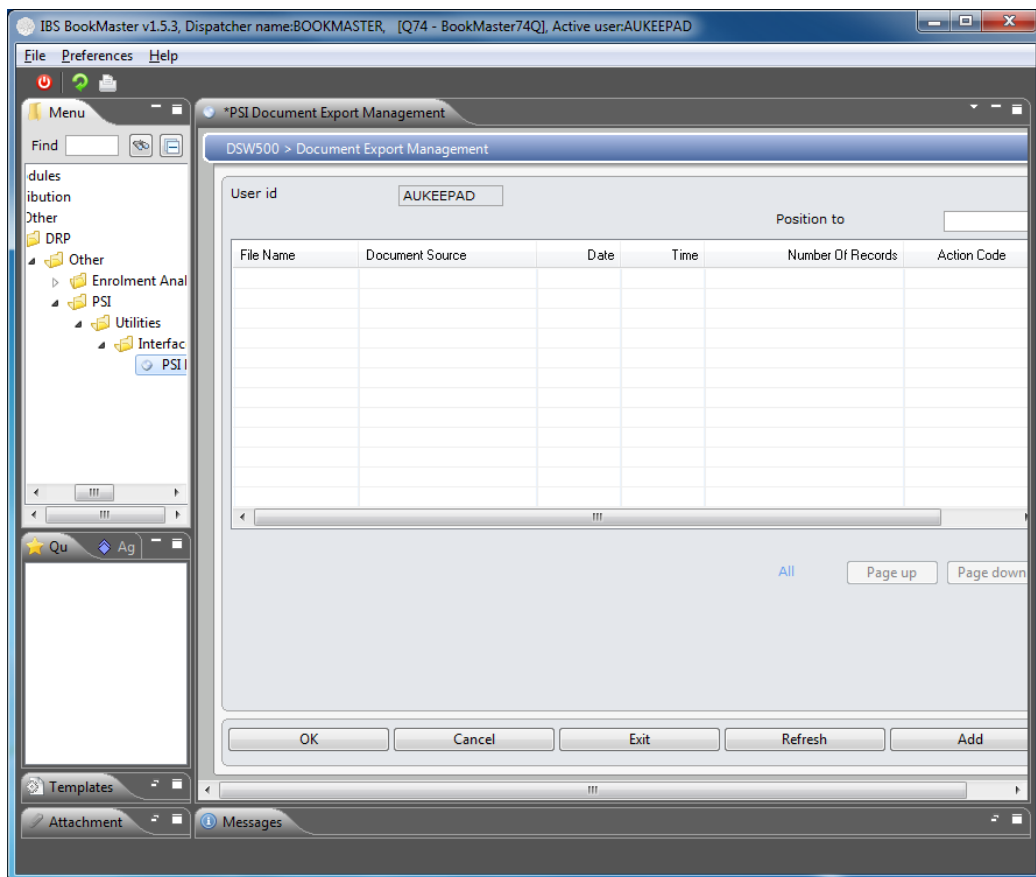 IBS BookMaster v1.5.3, Dispatcher name:BOOKMASTER, [Q74 - BookMaster74Q], Active user:AUKEEPAD
File Preferences Help
Menu
*PSI Document Export Management
Find
DSW500 > Document Export Management
dules
ibution
Other
DRP
Other
Enrolment Anal
PSI
Utilities
Interfac
PSI
User id AUKEEPAD
Position to
File Name Document Source Date Time Number Of Records Action Code
Qu Ag
All Page up Page down
OK Cancel Exit Refresh Add
Templates
Attachment
Messages